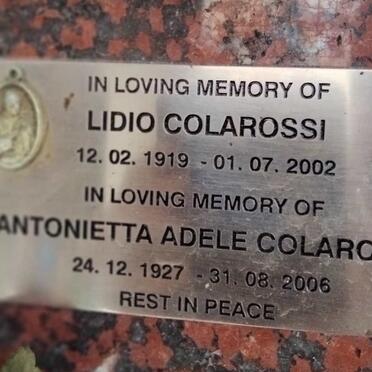 IN LOVING MEMORY OF
LIDIO COLAROSSI
12. 02. 1919 - 01. 07. 2002
IN LOVING MEMORY OF
ANTONIETTA ADELE COLARO
24. 12. 1927 - 31. 08. 2006
REST IN PEACE